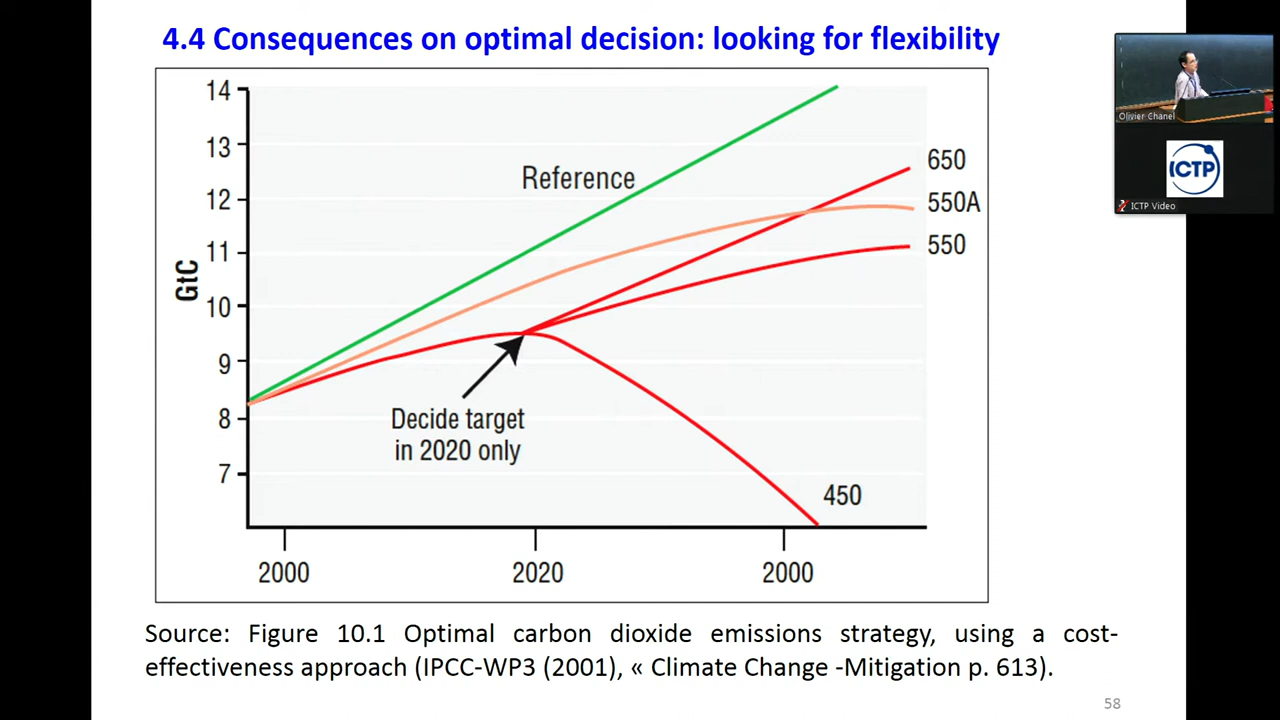 4.4 Consequences on optimal decision: looking for flexibility
14
13
12
11
10
9
8
7
GtC
Reference
650
550A
550
450
Decide target
in 2020 only
2000
2020
2000
Source: Figure 10.1 Optimal carbon dioxide emissions strategy, using a cost-
effectiveness approach (IPCC-WP3 (2001), « Climate Change -Mitigation p. 613).
58
Olivier Chanel
ICTP
ICTP Video